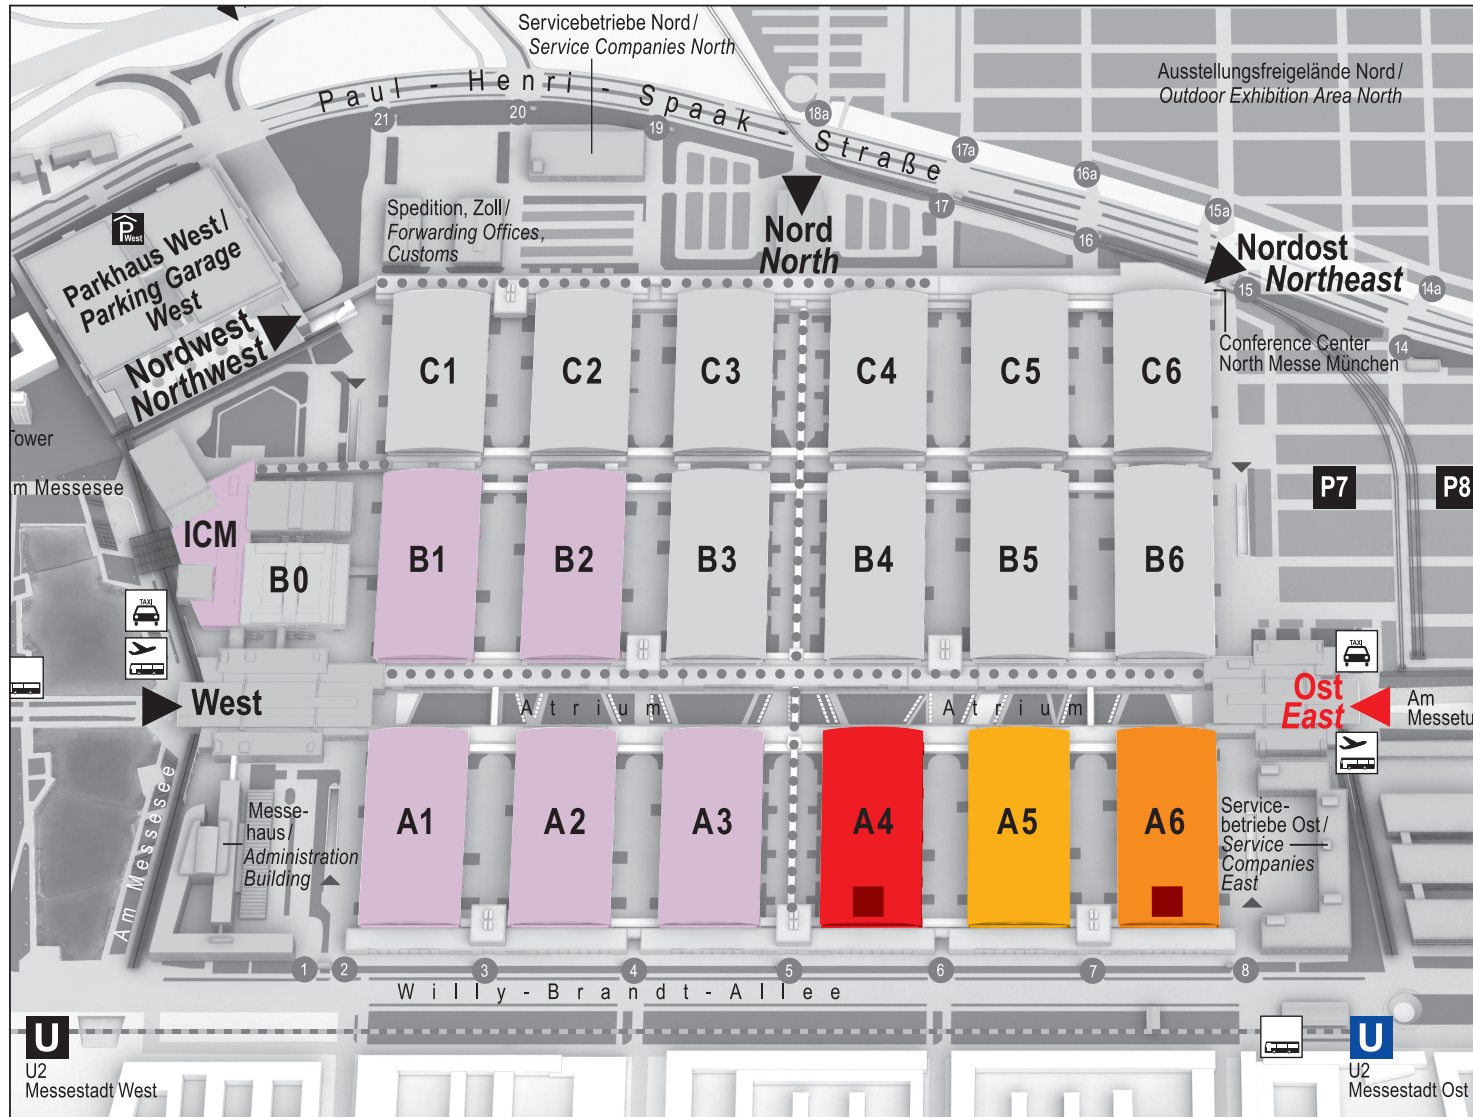 Servicebetriebe Nord /
Service Companies North
Ausstellungsfreigelände Nord /
Outdoor Exhibition Area North
Paul - Henri - Spaak - Straße
21
20
19
18a
17a
16a
15a
14a
17
16
15
14
P
West
Parkhaus West /
Parking Garage
West
Spedition, Zoll /
Forwarding Offices,
Customs
Nord
North
Nordost
Northeast
Nordwest
Northwest
Conference Center
North Messe München
C1
C2
C3
C4
C5
C6
Tower
m Messesee
ICM
B0
B1
B2
B3
B4
B5
B6
P7
P8
TAXI
TAXI
West
Atrium
Atrium
Ost
East
Am
Messetu
Am Messesee
Messe-
haus /
Administration
Building
A1
A2
A3
A4
A5
A6
Service-
betriebe Ost /
Service
Companies
East
1
2
3
4
5
6
7
8
Willy-Brandt-Allee
U
U2
Messestadt West
U
U2
Messestadt Ost